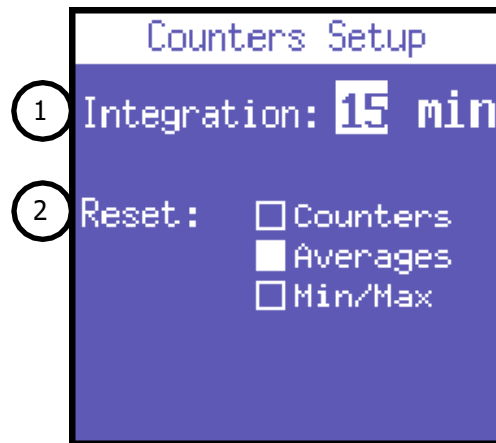 Counters Setup
1 Integration: 15 min
2 Reset: Counters
Averages
Min/Max